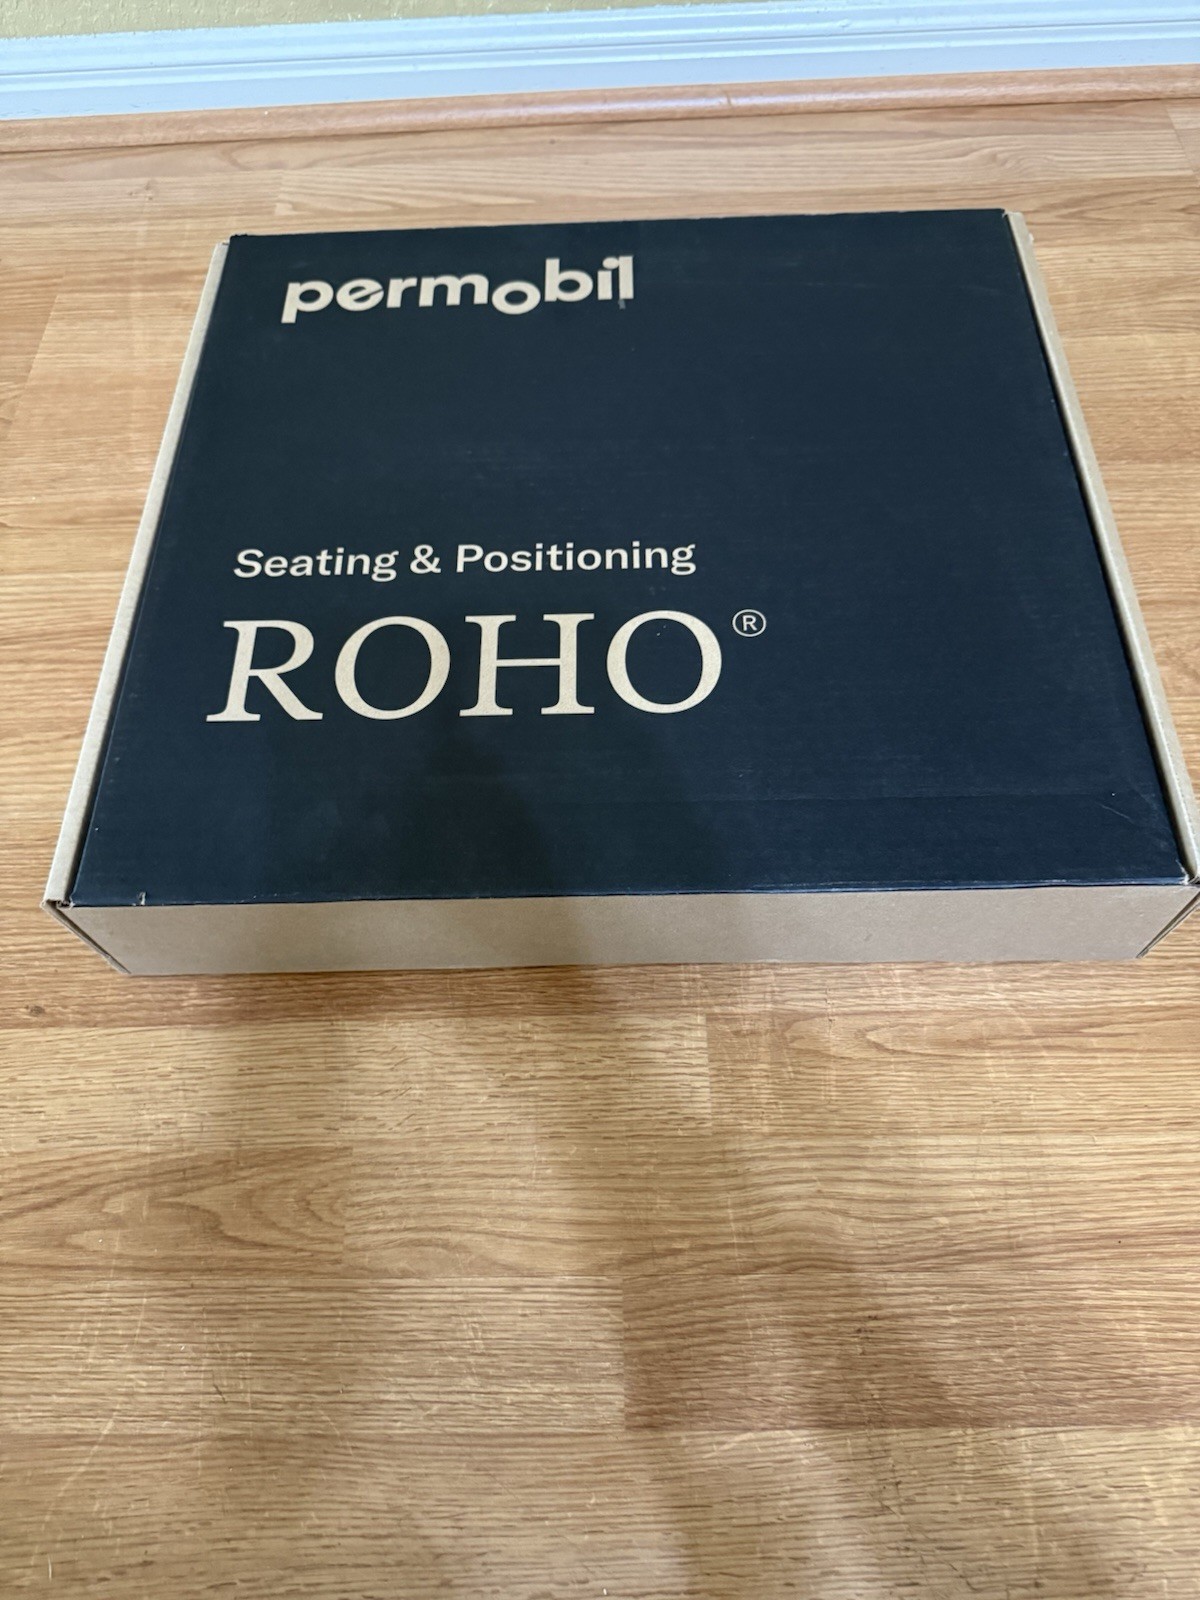 permobil
Seating & Positioning
ROHO®